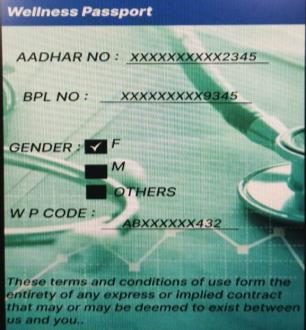 Wellness Passport
AADHAR NO : XXXXXXXXXX2345
BPL NO : XXXXXXXXX9345
GENDER : F
M
OTHERS
W P CODE : ABXXXXXX432
These terms and conditions of use form the
entirety of any express or implied contract
that may or may be deemed to exist between
us and you..